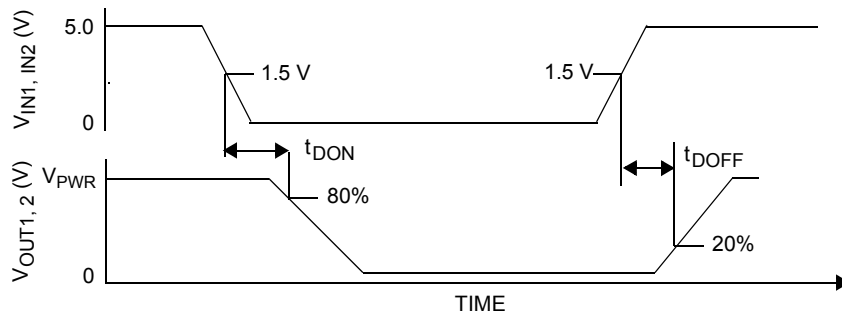 V_IN1, IN2 (V)
5.0
0
1.5 V
1.5 V
t_DON
t_DOFF
V_OUT1, 2 (V)
V_PWR
0
80%
20%
TIME